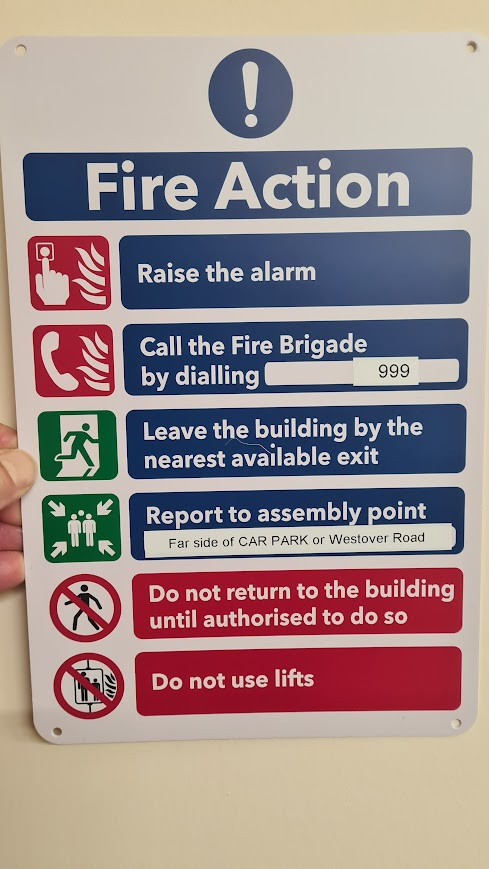 Fire Action
Raise the alarm
Call the Fire Brigade
by dialling 999
Leave the building by the
nearest available exit
Report to assembly point
Far side of CAR PARK or Westover Road
Do not return to the building
until authorised to do so
Do not use lifts